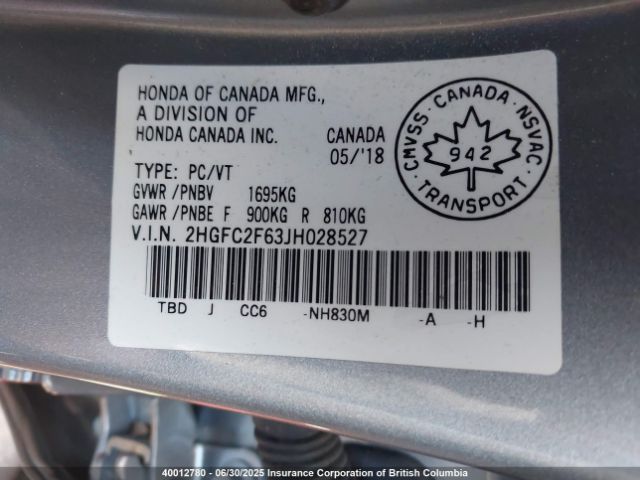 HONDA OF CANADA MFG.,
A DIVISION OF
HONDA CANADA INC.
CANADA
05/'18
TYPE: PC/VT
GVWR /PNBV 1695KG
GAWR /PNBE F 900KG R 810KG
V.I.N. 2HGFC2F63JH028527
TBD J CC6 -NH830M -A -H
CMVSS · CANADA · NSVAC
942
TRANSPORT
40012780 - 06/30/2025 Insurance Corporation of British Columbia